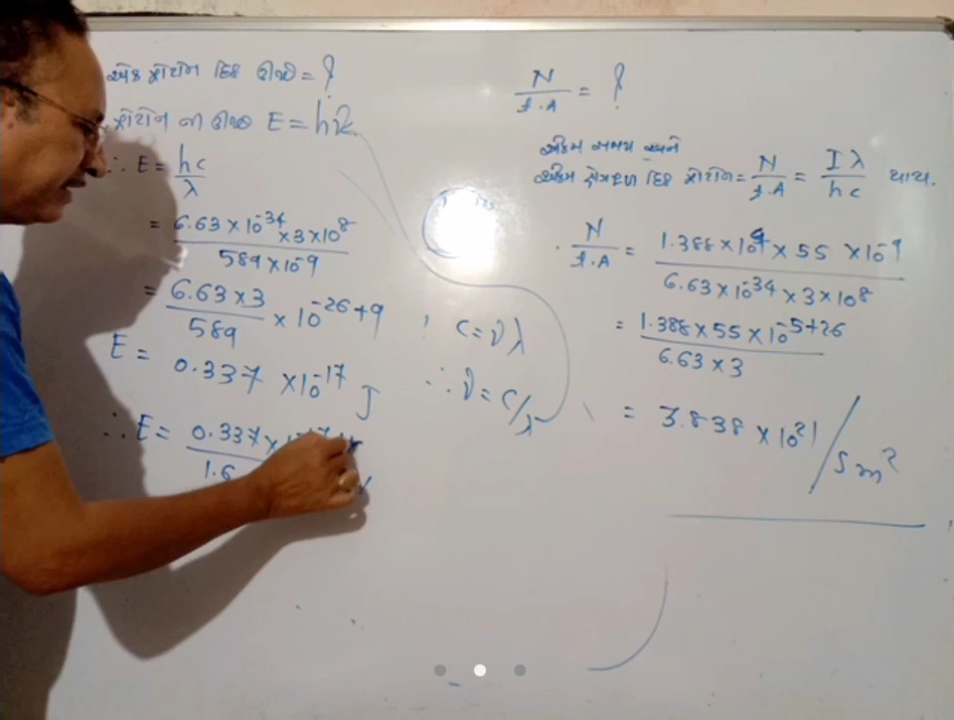 એક ફોટોન દિઠ ઊર્જા = ?
ફોટોન ની ઊર્જા E = hν
∴ E = hc / λ
= 6.63 × 10⁻³⁴ × 3 × 10⁸ / 589 × 10⁻⁹
= 6.63 × 3 / 589 × 10⁻²⁶⁺⁹
E = 0.337 × 10⁻¹⁷ J
∴ E = 0.337 × / 1.6
c = νλ
∴ ν = c/λ
N / t.A = ?
એકમ સમય અને
એકમ ક્ષેત્રફળ દિઠ ફોટોન = N / t.A = Iλ / hc થાય.
N / t.A = 1.388 × 10⁴ × 55 × 10⁻⁹ / 6.63 × 10⁻³⁴ × 3 × 10⁸
= 1.388 × 55 × 10⁻⁵⁺²⁶ / 6.63 × 3
= 3.838 × 10²¹ / s m²